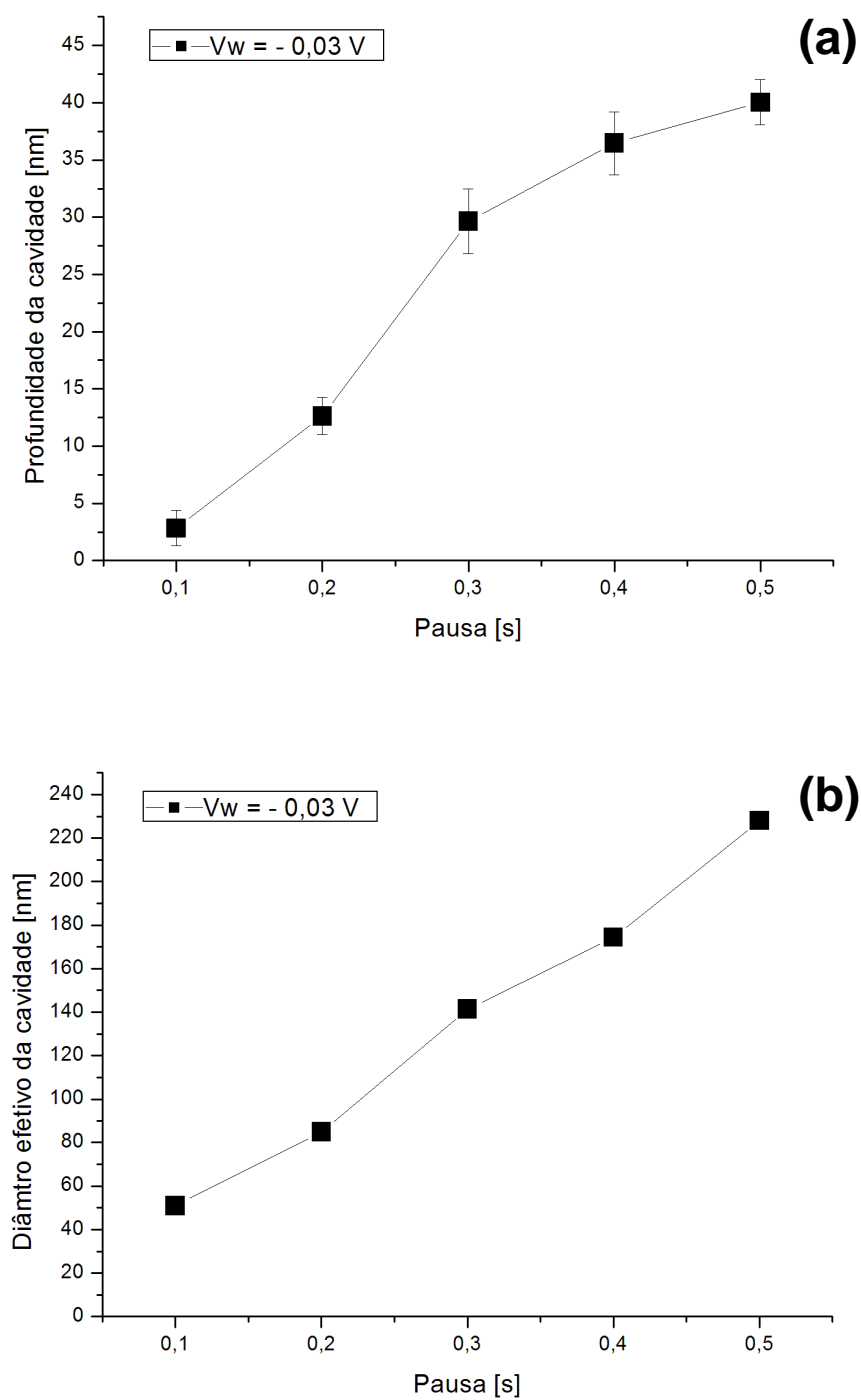 (a)
Vw = - 0,03 V
Profundidade da cavidade [nm]
45
40
35
30
25
20
15
10
5
0
0,1 0,2 0,3 0,4 0,5
Pausa [s]
(b)
Vw = - 0,03 V
Diâmtro efetivo da cavidade [nm]
240
220
200
180
160
140
120
100
80
60
40
20
0
0,1 0,2 0,3 0,4 0,5
Pausa [s]